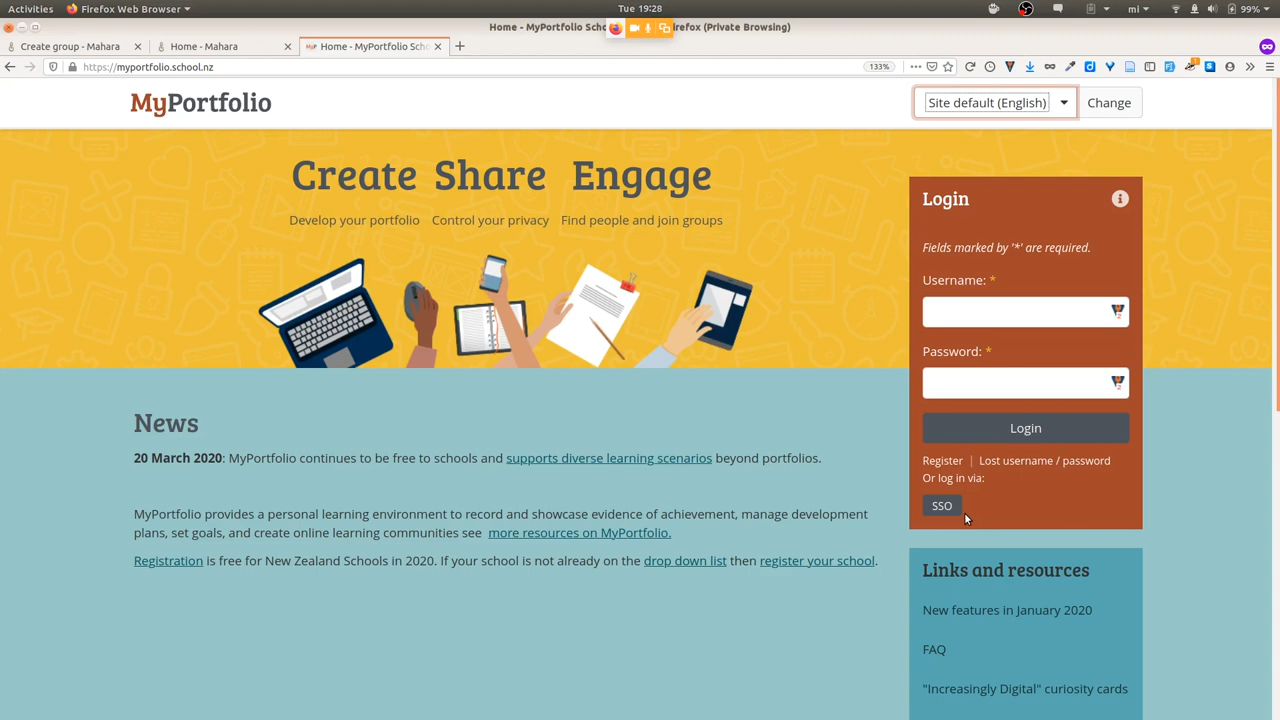 Activities Firefox Web Browser Tue 19:28 mi 99%
Home - MyPortfolio Scho irefox (Private Browsing)
Create group - Mahara Home - Mahara Home - MyPortfolio Scho
https://myportfolio.school.nz 133%
MyPortfolio Site default (English) Change
Create Share Engage
Develop your portfolio Control your privacy Find people and join groups
Login
Fields marked by '*' are required.
Username: *
Password: *
Login
Register | Lost username / password
Or log in via:
SSO
News
20 March 2020: MyPortfolio continues to be free to schools and supports diverse learning scenarios beyond portfolios.
MyPortfolio provides a personal learning environment to record and showcase evidence of achievement, manage development
plans, set goals, and create online learning communities see more resources on MyPortfolio.
Registration is free for New Zealand Schools in 2020. If your school is not already on the drop down list then register your school.
Links and resources
New features in January 2020
FAQ
"Increasingly Digital" curiosity cards